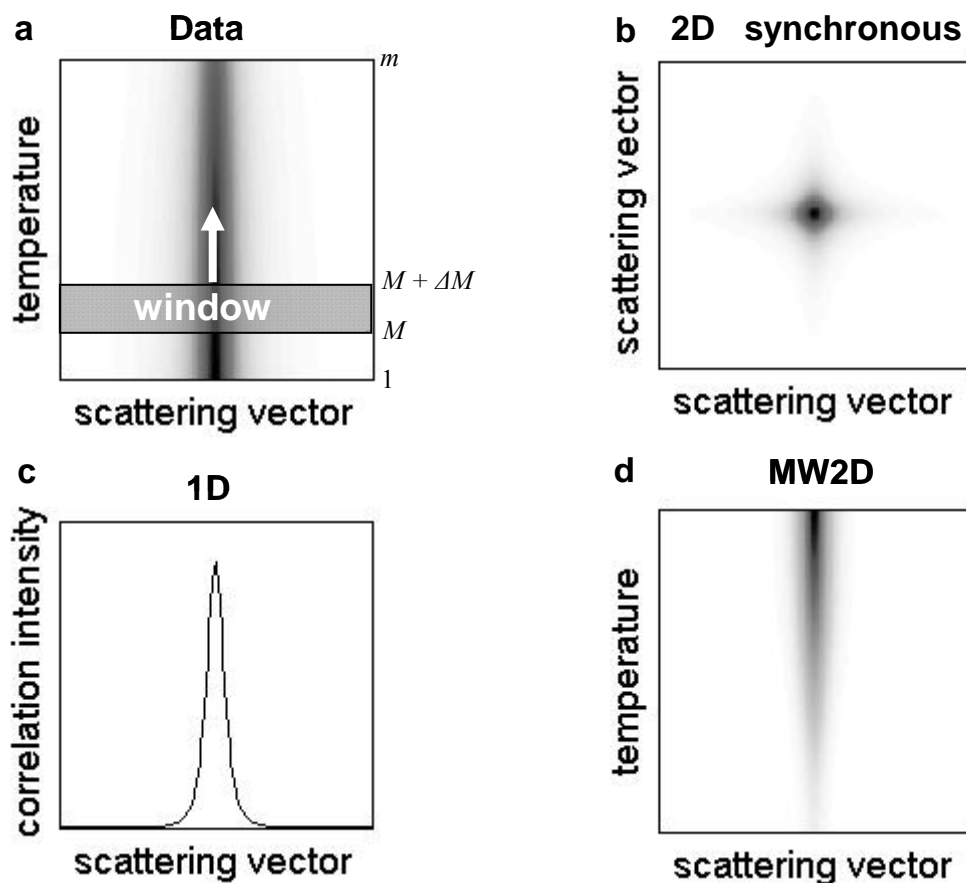 a Data
m
temperature
M + ΔM
window
M
1
scattering vector
b 2D synchronous
scattering vector
scattering vector
c 1D
correlation intensity
scattering vector
d MW2D
temperature
scattering vector